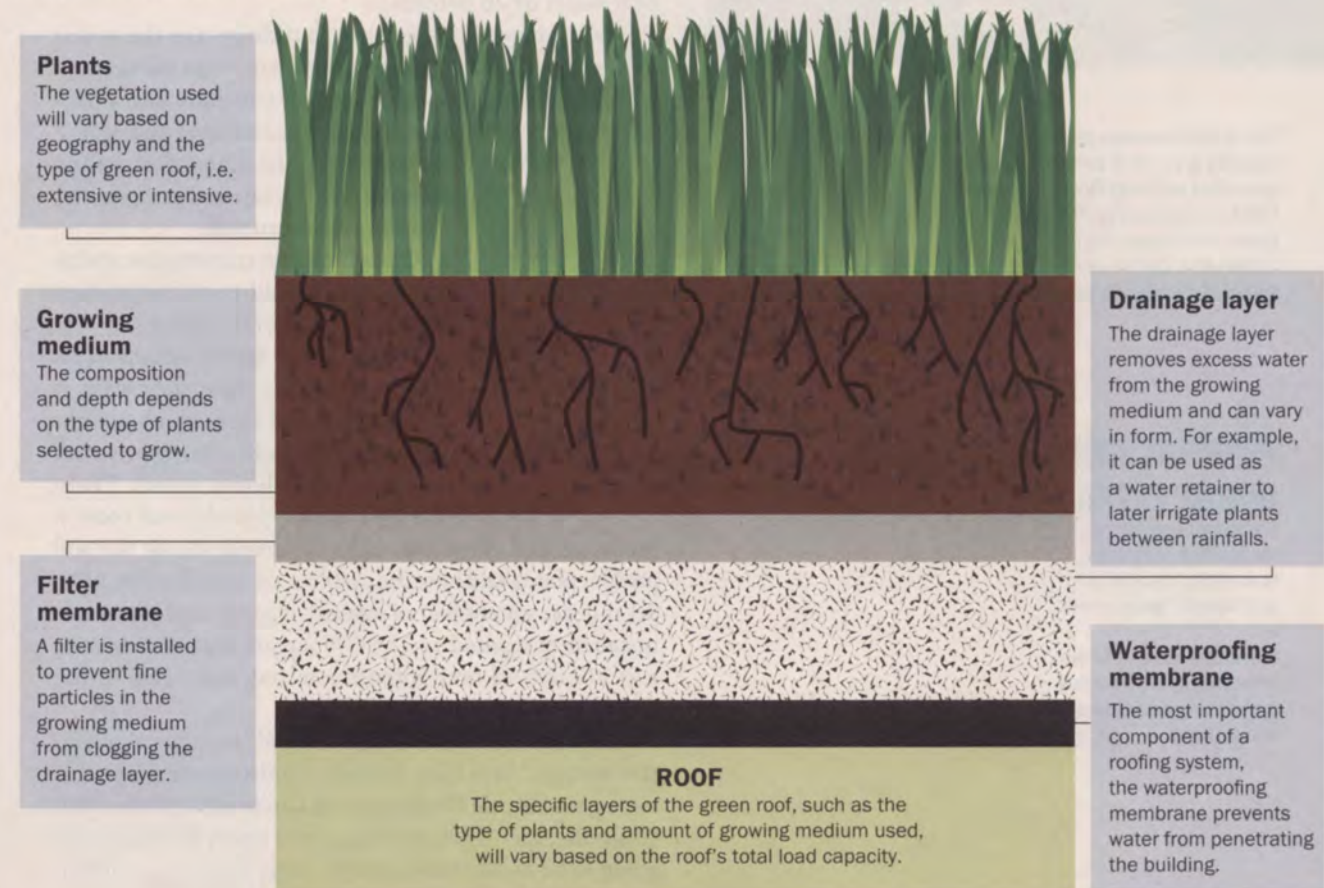 Plants
The vegetation used
will vary based on
geography and the
type of green roof, i.e.
extensive or intensive.
Growing
medium
The composition
and depth depends
on the type of plants
selected to grow.
Filter
membrane
A filter is installed
to prevent fine
particles in the
growing medium
from clogging the
drainage layer.
Drainage layer
The drainage layer
removes excess water
from the growing
medium and can vary
in form. For example,
it can be used as
a water retainer to
later irrigate plants
between rainfalls.
Waterproofing
membrane
The most important
component of a
roofing system,
the waterproofing
membrane prevents
water from penetrating
the building.
ROOF
The specific layers of the green roof, such as the
type of plants and amount of growing medium used,
will vary based on the roof's total load capacity.